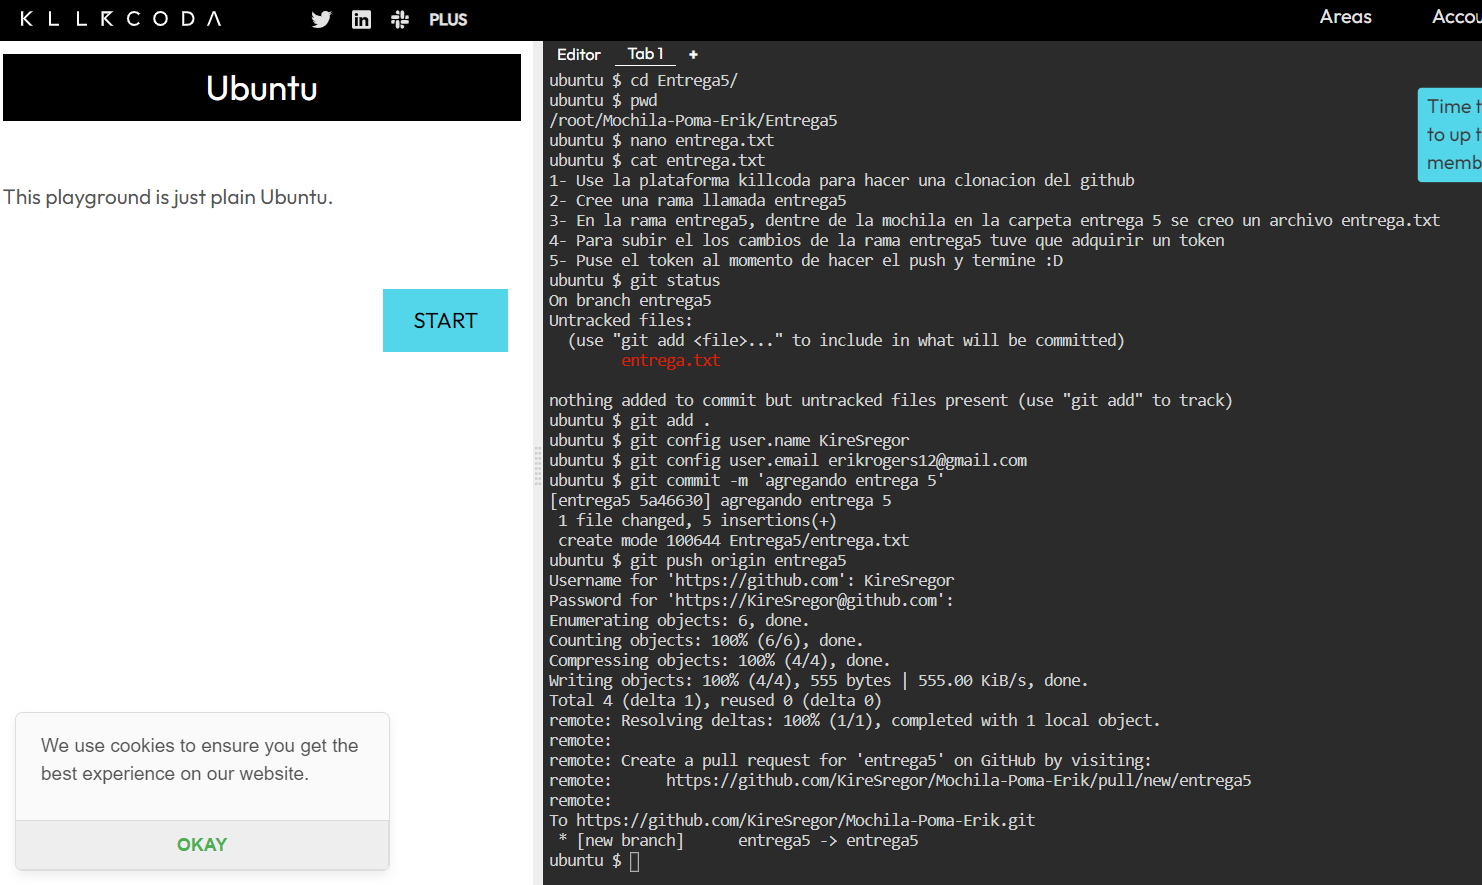 KLLRCODA
PLUS
Areas
Ubuntu
This playground is just plain Ubuntu.
START
We use cookies to ensure you get the
best experience on our website.
OKAY
Editor Tab 1 +
ubuntu $ cd Entrega5/
ubuntu $ pwd
/root/Mochila-Poma-Erik/Entrega5
ubuntu $ nano entrega.txt
ubuntu $ cat entrega.txt
1- Use la plataforma killcoda para hacer una clonacion del github
2- Cree una rama llamada entrega5
3- En la rama entrega5, dentre de la mochila en la carpeta entrega 5 se creo un archivo entrega.txt
4- Para subir el los cambios de la rama entrega5 tuve que adquirir un token
5- Puse el token al momento de hacer el push y termine :D
ubuntu $ git status
On branch entrega5
Untracked files:
(use "git add <file>..." to include in what will be committed)
entrega.txt
nothing added to commit but untracked files present (use "git add" to track)
ubuntu $ git add .
ubuntu $ git config user.name KireSregor
ubuntu $ git config user.email erikrogers12@gmail.com
ubuntu $ git commit -m 'agregando entrega 5'
[entrega5 5a46630] agregando entrega 5
1 file changed, 5 insertions(+)
create mode 100644 Entrega5/entrega.txt
ubuntu $ git push origin entrega5
Username for 'https://github.com': KireSregor
Password for 'https://KireSregor@github.com':
Enumerating objects: 6, done.
Counting objects: 100% (6/6), done.
Compressing objects: 100% (4/4), done.
Writing objects: 100% (4/4), 555 bytes | 555.00 KiB/s, done.
Total 4 (delta 1), reused 0 (delta 0)
remote: Resolving deltas: 100% (1/1), completed with 1 local object.
remote:
remote: Create a pull request for 'entrega5' on GitHub by visiting:
remote: https://github.com/KireSregor/Mochila-Poma-Erik/pull/new/entrega5
remote:
To https://github.com/KireSregor/Mochila-Poma-Erik.git
* [new branch] entrega5 -> entrega5
ubuntu $
Time
to up